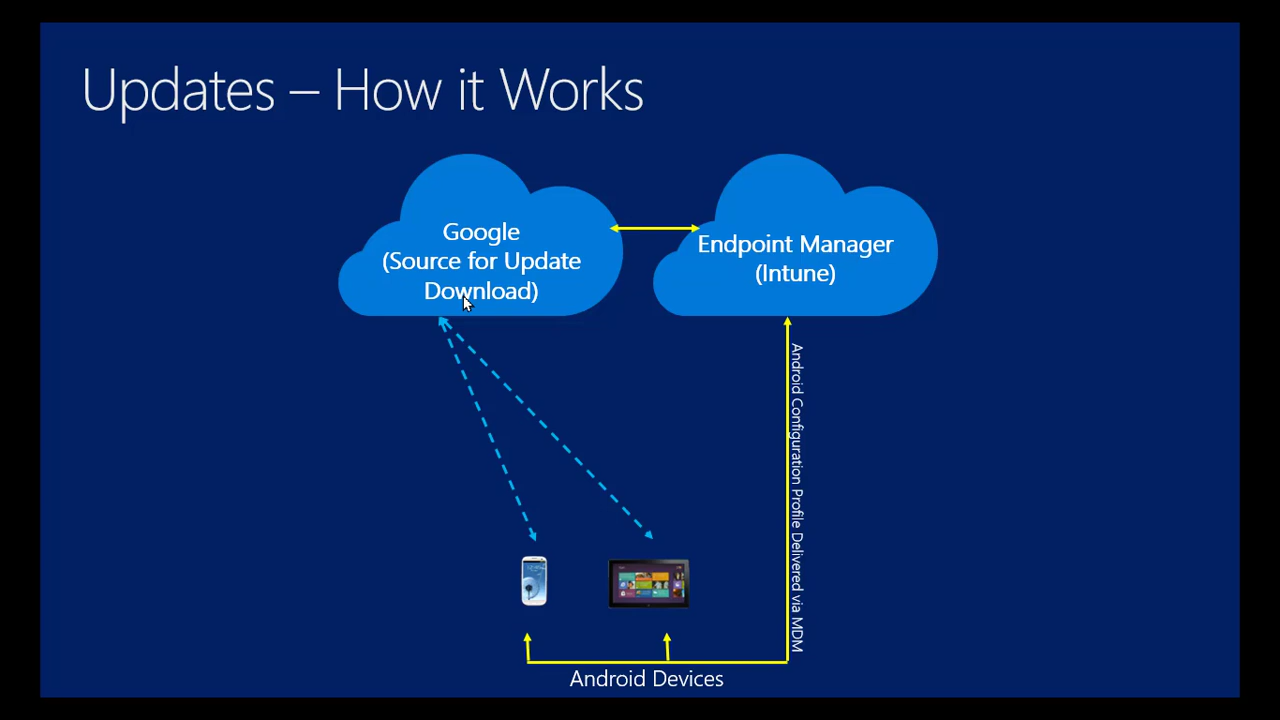 Updates – How it Works
Google
(Source for Update
Download)
Endpoint Manager
(Intune)
Android Configuration Profile Delivered via MDM
Android Devices